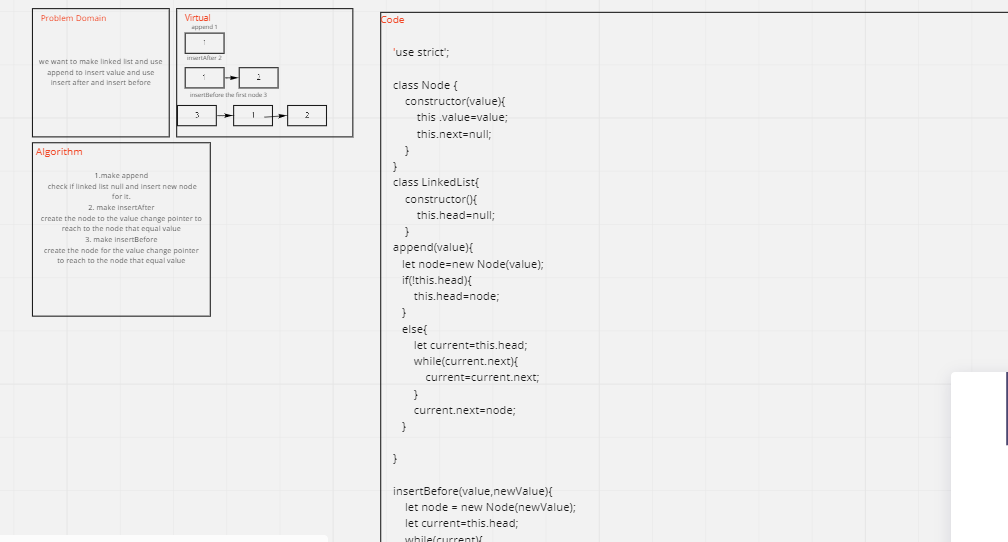 Problem Domain
we want to make linked list and use
append to insert value and use
insert after and insert before
Virtual
append 1
1
insertAfter 2
1
2
insertBefore the first node 3
3
1
2
Algorithm
1.make append
check if linked list null and insert new node
for it.
2. make insertAfter
create the node to the value change pointer to
reach to the node that equal value
3. make insertBefore
create the node for the value change pointer
to reach to the node that equal value
Code
'use strict';
class Node {
constructor(value){
this .value=value;
this.next=null;
}
}
class LinkedList{
constructor(){
this.head=null;
}
append(value){
let node=new Node(value);
if(!this.head){
this.head=node;
}
else{
let current=this.head;
while(current.next){
current=current.next;
}
current.next=node;
}
}
insertBefore(value,newValue){
let node = new Node(newValue);
let current=this.head;
while(current){